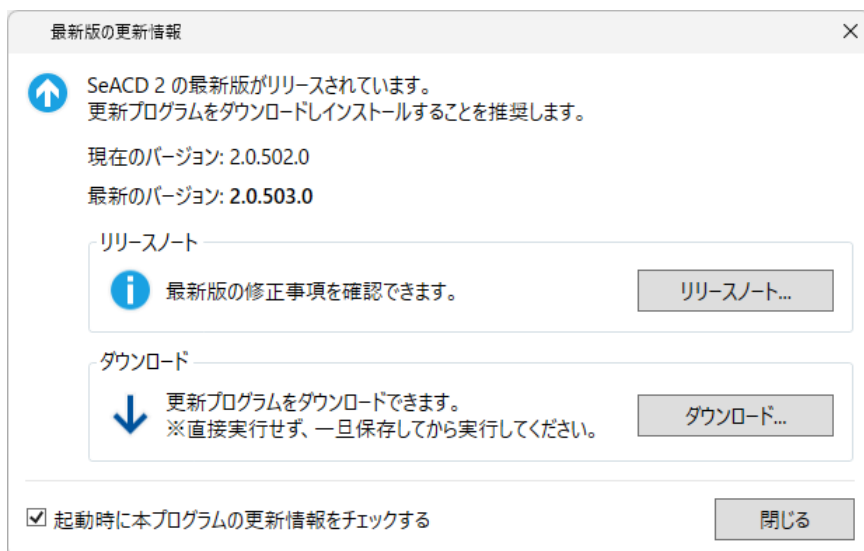 最新版の更新情報
SeACD 2 の最新版がリリースされています。
更新プログラムをダウンロードしインストールすることを推奨します。
現在のバージョン: 2.0.502.0
最新のバージョン: 2.0.503.0
リリースノート
最新版の修正事項を確認できます。
リリースノート...
ダウンロード
更新プログラムをダウンロードできます。
※直接実行せず、一旦保存してから実行してください。
ダウンロード...
起動時に本プログラムの更新情報をチェックする
閉じる